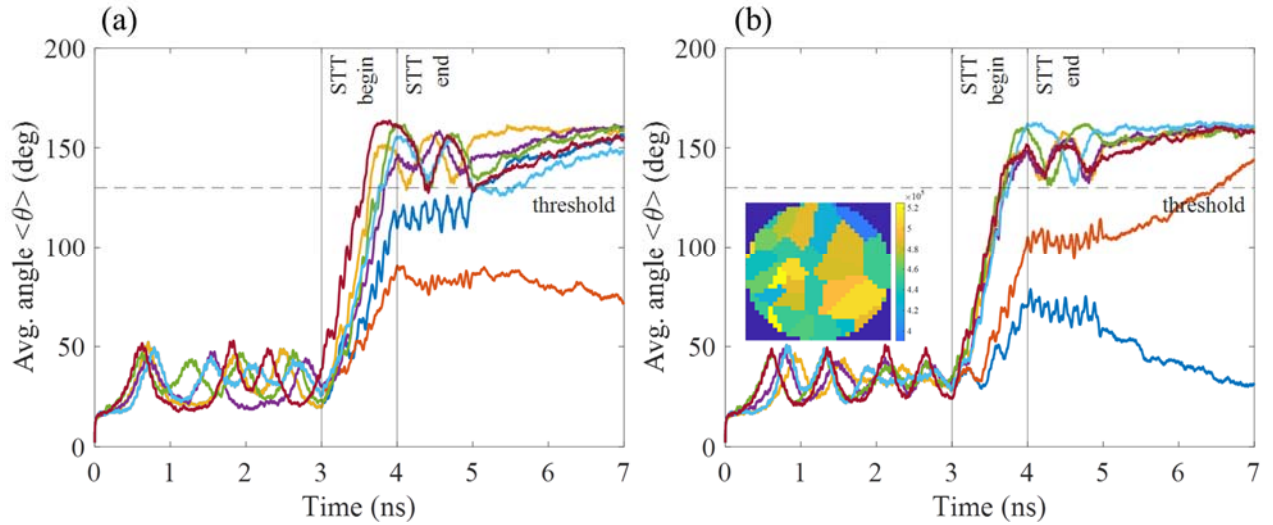 (a)
200
150
100
50
0
Avg. angle <θ> (deg)
STT
begin
STT
end
threshold
0 1 2 3 4 5 6 7
Time (ns)
(b)
200
150
100
50
0
Avg. angle <θ> (deg)
STT
begin
STT
end
threshold
×10⁵
5.2
5
4.8
4.6
4.4
4.2
4
0 1 2 3 4 5 6 7
Time (ns)